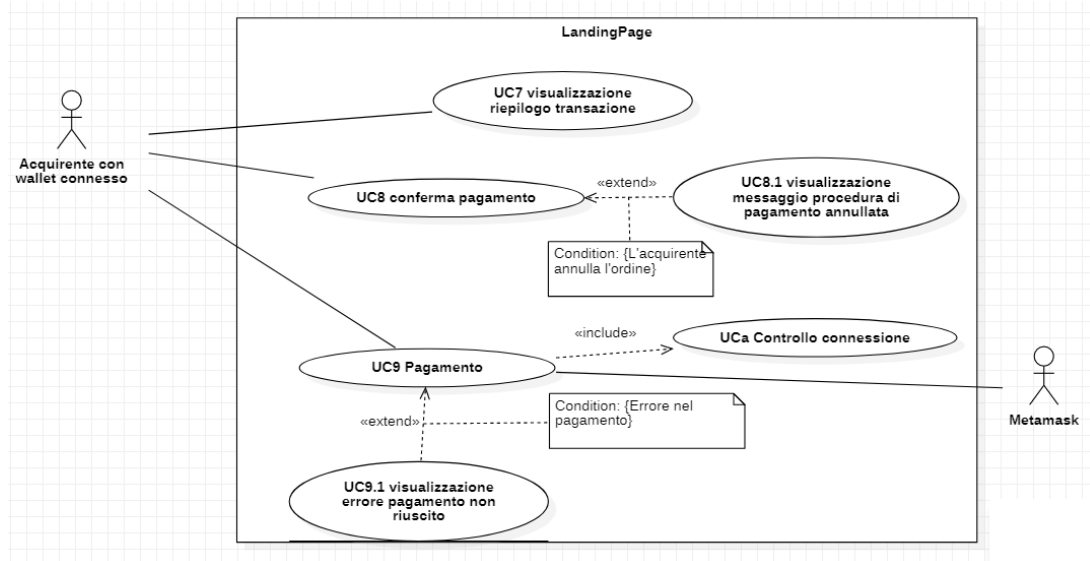 LandingPage
UC7 visualizzazione
riepilogo transazione
Acquirente con
wallet connesso
UC8 conferma pagamento
«extend»
UC8.1 visualizzazione
messaggio procedura di
pagamento annullata
Condition: {L'acquirente
annulla l'ordine}
«include»
UCa Controllo connessione
UC9 Pagamento
Metamask
«extend»
Condition: {Errore nel
pagamento}
UC9.1 visualizzazione
errore pagamento non
riuscito